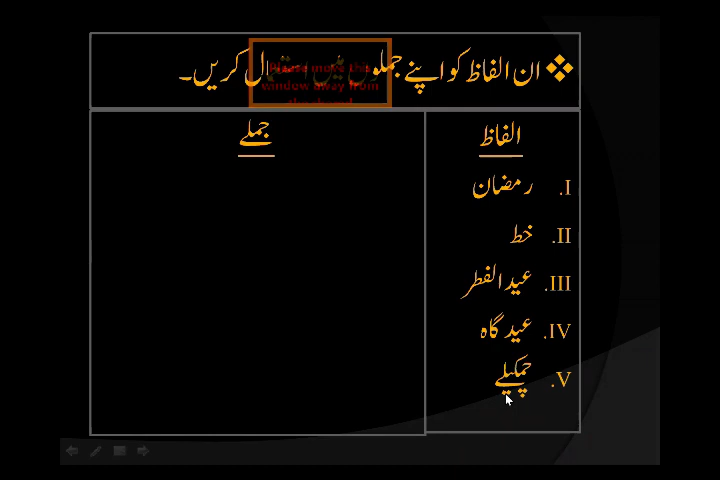 ❖ ان الفاظ کو اپنے جملوں میں استعمال کریں۔
Please move this
window away from
الفاظ
جملے
I. رمضان
II. خط
III. عیدالفطر
IV. عید گاہ
V. چمکیلے